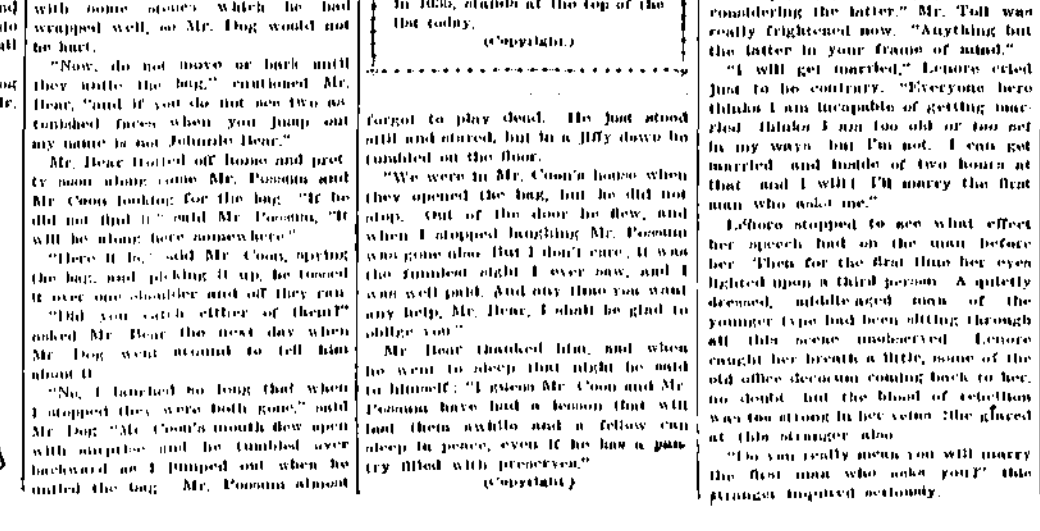 nd
do
all
og
Mr.
with some stones which he had
wrapped well, so Mr. Dog would not
be hurt.
"Now, do not move or bark until
they untie the bag," cautioned Mr.
Bear, "and if you do not see two as-
tonished faces when you jump out
my name is not Johnnie Bear."
Mr. Bear trotted off home and pret-
ty soon along came Mr. Possum and
Mr Coon looking for the bag "If he
did not find it" said Mr Possum, "it
will be along here somewhere"
"Here it is," said Mr Coon, spying
the bag, and picking it up, he tossed
it over one shoulder and off they ran
"Did you catch either of them?"
asked Mr Bear the next day when
Mr Dog went around to tell him
about it
"No, I laughed so long that when
I stopped they were both gone," said
Mr Dog "Mr Coon's mouth flew open
with surprise and he tumbled over
backward as I jumped out when he
untied the bag Mr. Possum almost
in 1836, stands at the top of the
list today.
(Copyright.)
forgot to play dead. He just stood
still and stared, but in a jiffy down he
tumbled on the floor.
"We were in Mr. Coon's house when
they opened the bag, but he did not
stop. Out of the door he flew, and
when I stopped laughing Mr. Possum
was gone also But I don't care, it was
the funniest sight I ever saw, and I
was well paid. And any time you want
any help, Mr. Bear, I shall be glad to
oblige you"
Mr Bear thanked him, and when
he went to sleep that night he said
to himself: "I guess Mr Coon and Mr
Possum have had a lesson that will
last them awhile and a fellow can
sleep in peace, even if he has a pan-
try filled with preserves."
(Copyright)
considering the latter." Mr. Toll was
really frightened now. "Anything but
the latter in your frame of mind."
"I will get married," Lenore cried
just to be contrary. "Everyone here
thinks I am incapable of getting mar-
ried thinks I am too old or too set
in my ways but I'm not. I can get
married and inside of two hours at
that and I will! I'll marry the first
man who asks me."
Lenore stopped to see what effect
her speech had on the man before
her Then for the first time her eyes
lighted upon a third person A quietly
dressed, middle-aged man of the
younger type had been sitting through
all this scene unobserved Lenore
caught her breath a little, some of the
old office decorum coming back to her,
no doubt but the blood of rebellion
was too strong in her veins She glared
at this stranger also
"Do you really mean you will marry
the first man who asks you?" this
stranger inquired seriously.